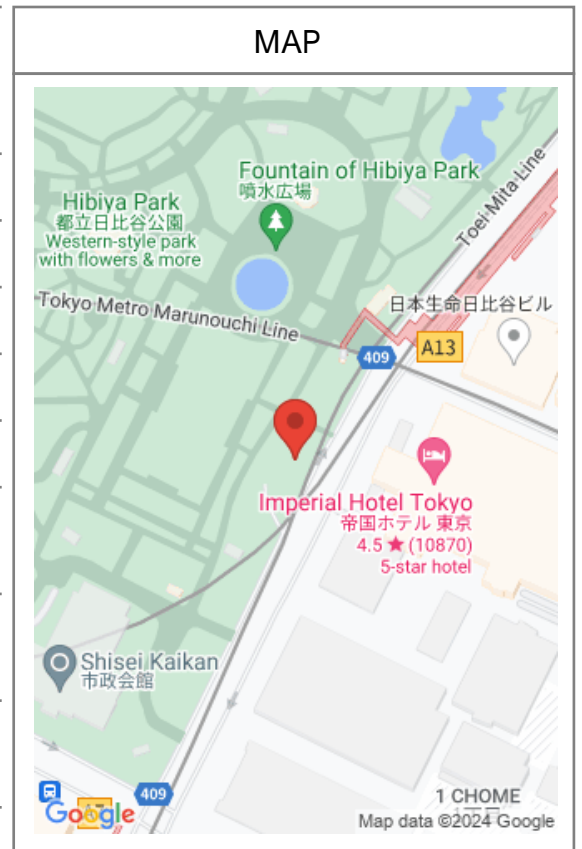 MAP
Fountain of Hibiya Park
噴水広場
Toei Mita Line
Hibiya Park
都立日比谷公園
Western-style park
with flowers & more
Tokyo Metro Marunouchi Line
日本生命日比谷ビル
409
A13
Imperial Hotel Tokyo
帝国ホテル 東京
4.5 ★ (10870)
5-star hotel
Shisei Kaikan
市政会館
409
1 CHOME
Google
Map data ©2024 Google